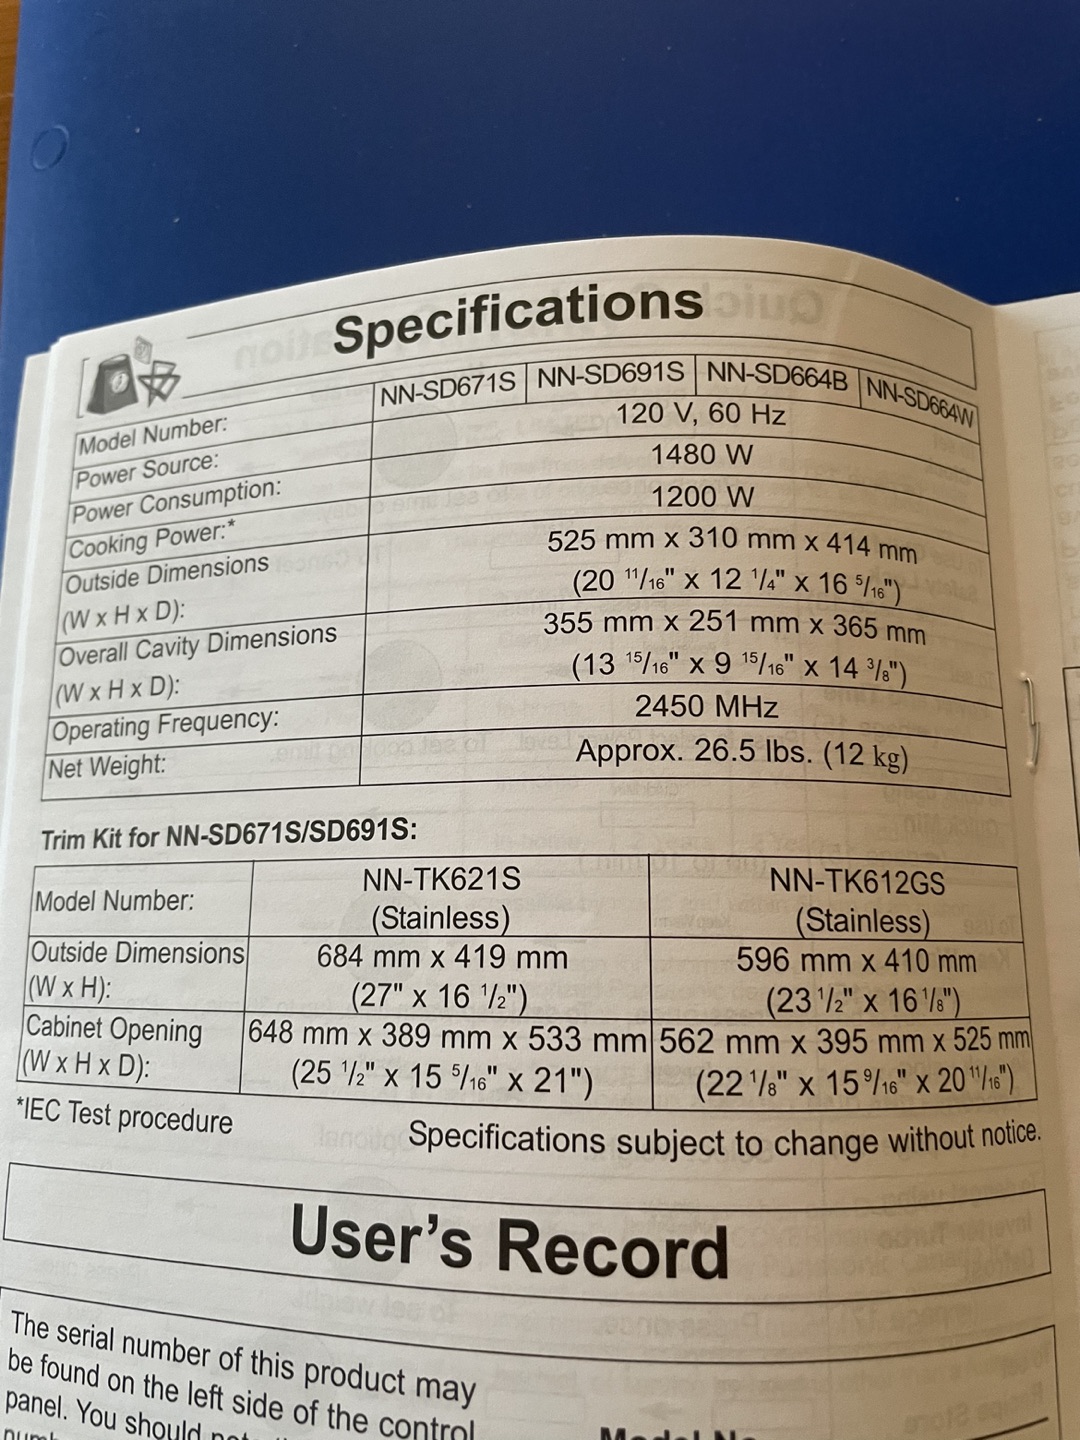 Specifications
Model Number: NN-SD671S NN-SD691S NN-SD664B NN-SD664W
Power Source: 120 V, 60 Hz
Power Consumption: 1480 W
Cooking Power:* 1200 W
Outside Dimensions 525 mm x 310 mm x 414 mm
(W x H x D): (20 11/16" x 12 1/4" x 16 5/16")
Overall Cavity Dimensions 355 mm x 251 mm x 365 mm
(W x H x D): (13 15/16" x 9 15/16" x 14 3/8")
Operating Frequency: 2450 MHz
Net Weight: Approx. 26.5 lbs. (12 kg)
Trim Kit for NN-SD671S/SD691S:
Model Number: NN-TK621S NN-TK612GS
(Stainless) (Stainless)
Outside Dimensions 684 mm x 419 mm 596 mm x 410 mm
(W x H): (27" x 16 1/2") (23 1/2" x 16 1/8")
Cabinet Opening 648 mm x 389 mm x 533 mm 562 mm x 395 mm x 525 mm
(W x H x D): (25 1/2" x 15 5/16" x 21") (22 1/8" x 15 9/16" x 20 11/16")
*IEC Test procedure
Specifications subject to change without notice.
User's Record
The serial number of this product may
be found on the left side of the control
panel. You should
Model No